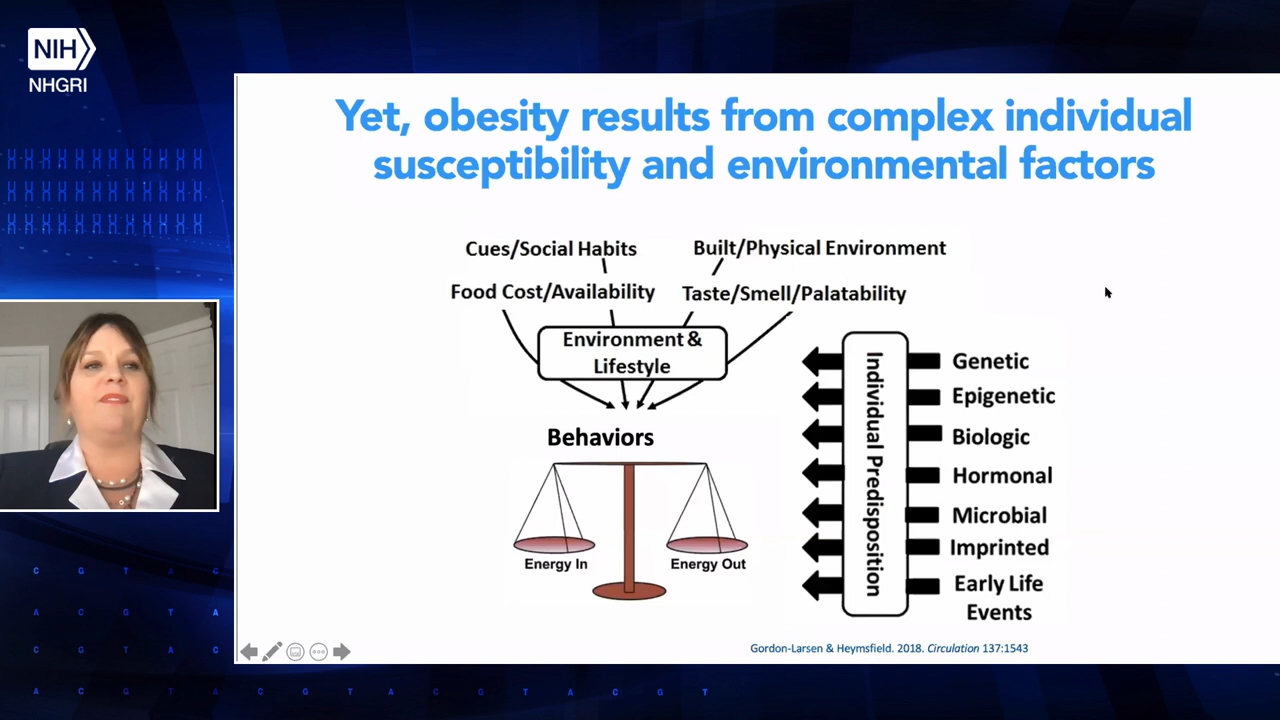 NIH
NHGRI
Yet, obesity results from complex individual
susceptibility and environmental factors
Cues/Social Habits
Built/Physical Environment
Food Cost/Availability
Taste/Smell/Palatability
Environment &
Lifestyle
Behaviors
Energy In
Energy Out
Individual Predisposition
Genetic
Epigenetic
Biologic
Hormonal
Microbial
Imprinted
Early Life
Events
Gordon-Larsen & Heymsfield. 2018. Circulation 137:1543
C G T A C
A C G T A
C G T A C
A C G T A C G T A C G T A C G T